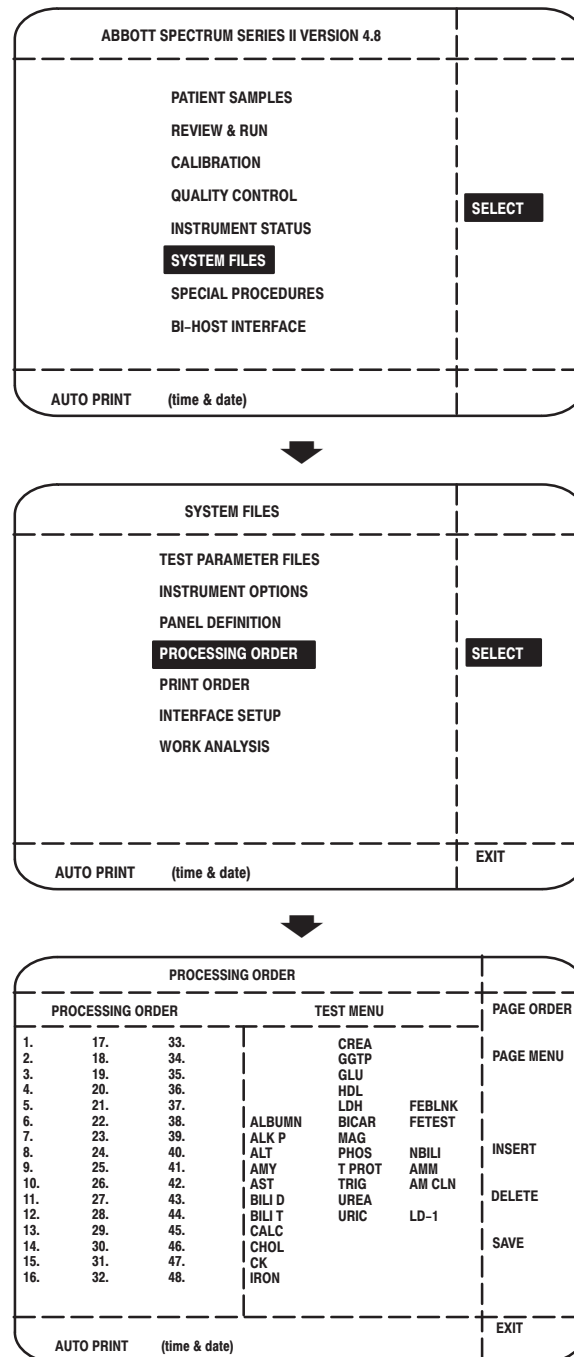 ABBOTT SPECTRUM SERIES II VERSION 4.8
PATIENT SAMPLES
REVIEW & RUN
CALIBRATION
QUALITY CONTROL
SELECT
INSTRUMENT STATUS
SYSTEM FILES
SPECIAL PROCEDURES
BI-HOST INTERFACE
AUTO PRINT (time & date)
SYSTEM FILES
TEST PARAMETER FILES
INSTRUMENT OPTIONS
PANEL DEFINITION
PROCESSING ORDER SELECT
PRINT ORDER
INTERFACE SETUP
WORK ANALYSIS
EXIT
AUTO PRINT (time & date)
PROCESSING ORDER
PROCESSING ORDER TEST MENU PAGE ORDER
1. 17. 33. CREA
2. 18. 34. GGTP PAGE MENU
3. 19. 35. GLU
4. 20. 36. HDL
5. 21. 37. LDH FEBLNK
6. 22. 38. ALBUMN BICAR FETEST
7. 23. 39. ALK P MAG
8. 24. 40. ALT PHOS NBILI INSERT
9. 25. 41. AMY T PROT AMM
10. 26. 42. AST TRIG AM CLN
11. 27. 43. BILI D UREA DELETE
12. 28. 44. BILI T URIC LD-1
13. 29. 45. CALC
14. 30. 46. CHOL SAVE
15. 31. 47. CK
16. 32. 48. IRON
EXIT
AUTO PRINT (time & date)